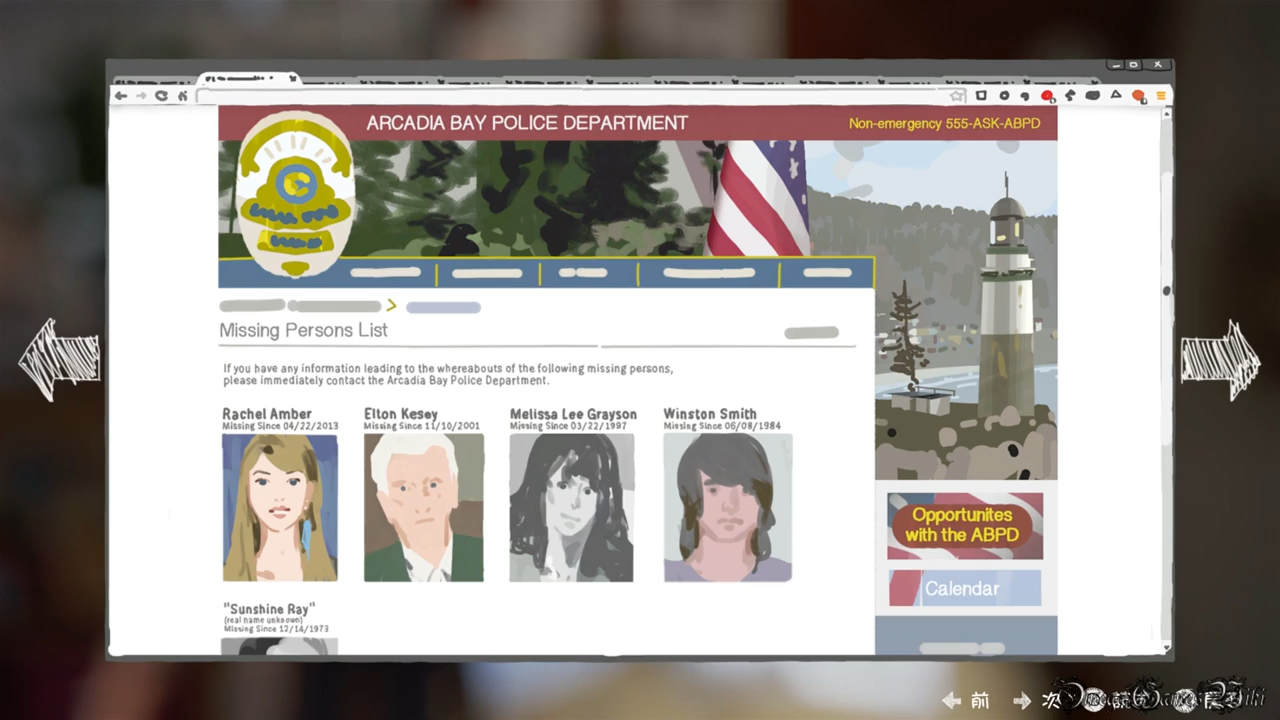 ARCADIA BAY POLICE DEPARTMENT
Non-emergency 555-ASK-ABPD
Missing Persons List
If you have any information leading to the whereabouts of the following missing persons,
please immediately contact the Arcadia Bay Police Department.
Rachel Amber
Missing Since 04/22/2013
Elton Kesey
Missing Since 11/10/2001
Melissa Lee Grayson
Missing Since 03/22/1997
Winston Smith
Missing Since 06/08/1984
"Sunshine Ray"
(real name unknown)
Missing Since 12/14/1973
Opportunites
with the ABPD
Calendar
前
次